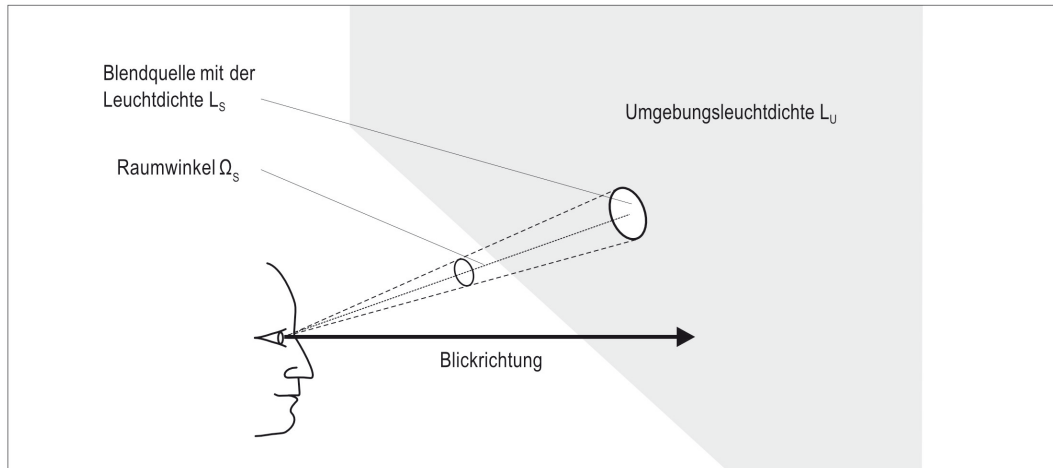 Blendquelle mit der
Leuchtdichte Lₛ
Umgebungsleuchtdichte Lᵤ
Raumwinkel Ωₛ
Blickrichtung